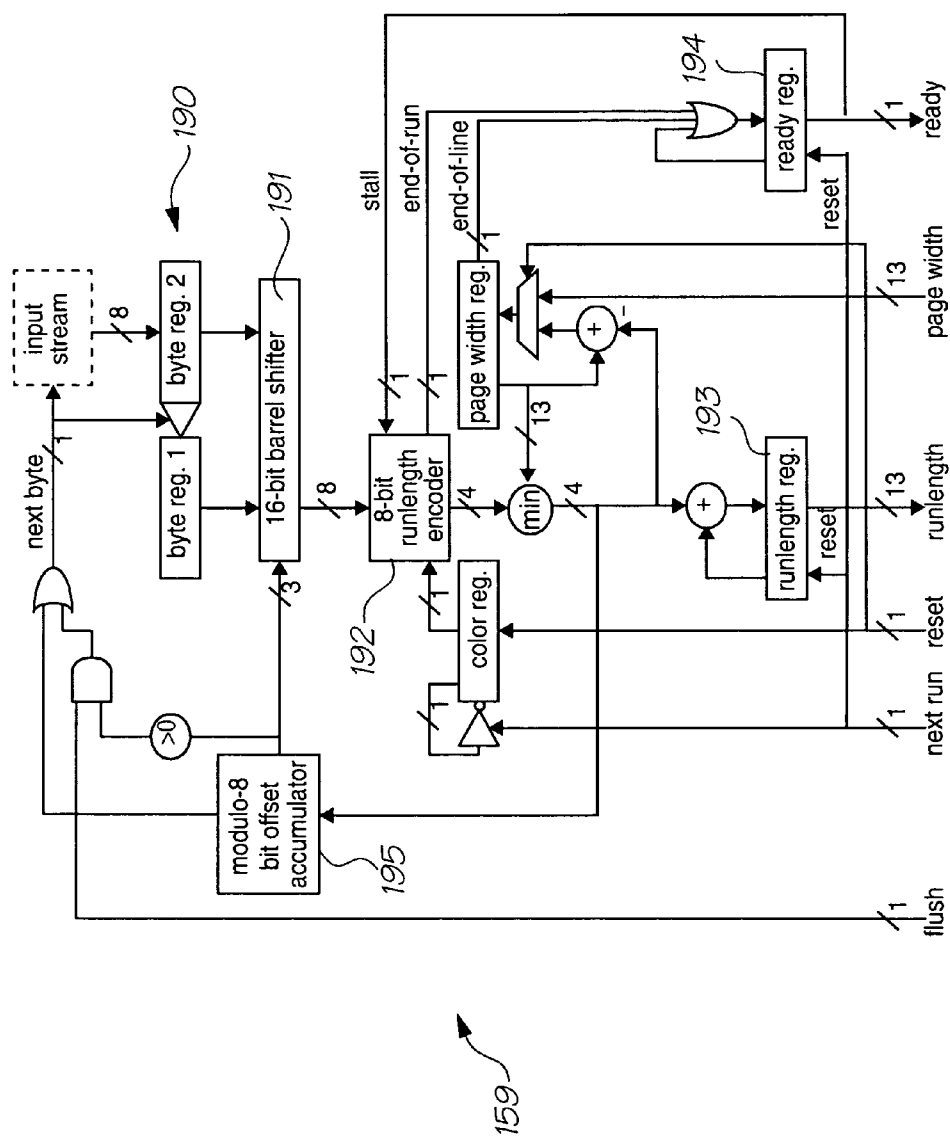 input
stream
next byte
1
8
190
byte reg. 1
byte reg. 2
16-bit barrel shifter
191
3
8
>0
modulo-8
bit offset
accumulator
195
stall
1
end-of-run
1
end-of-line
1
8-bit
runlength
encoder
192
page width reg.
4
13
min
4
+
−
1
color reg.
1
+
runlength reg.
193
reset
ready reg.
194
reset
1
flush
1
next run
1
reset
13
runlength
13
page width
1
ready
159